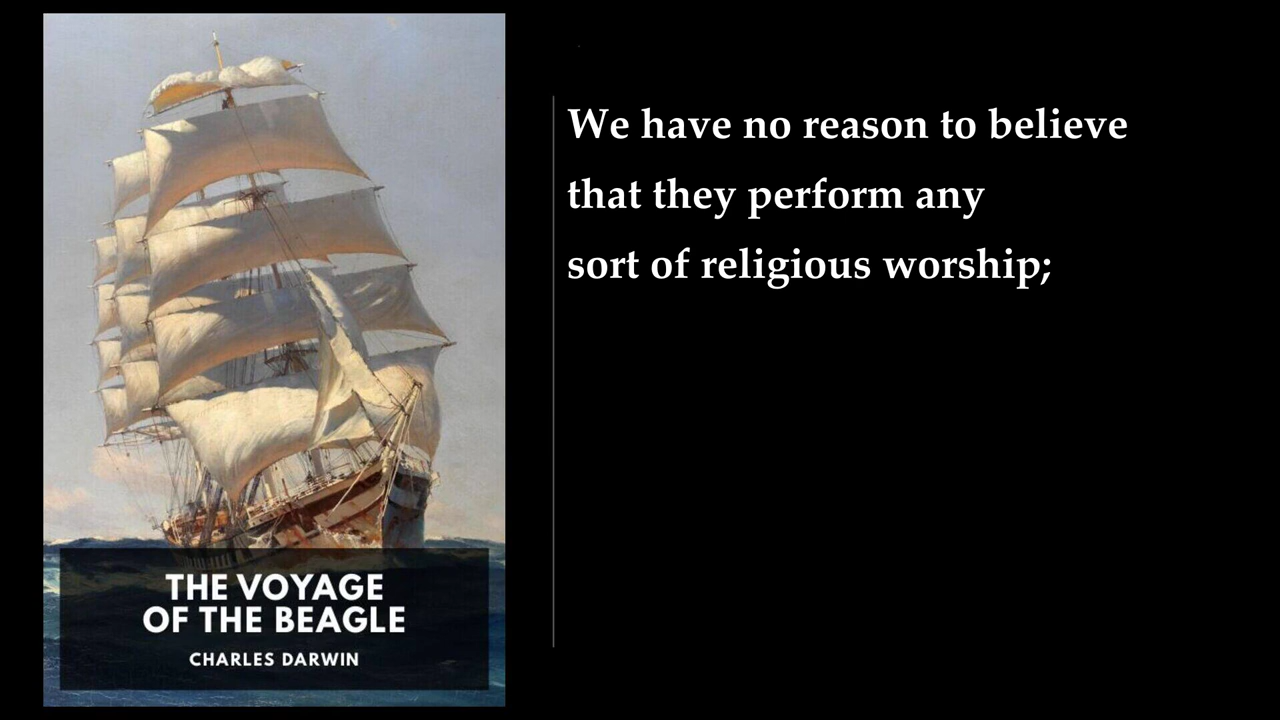 We have no reason to believe
that they perform any
sort of religious worship;
THE VOYAGE
OF THE BEAGLE
CHARLES DARWIN